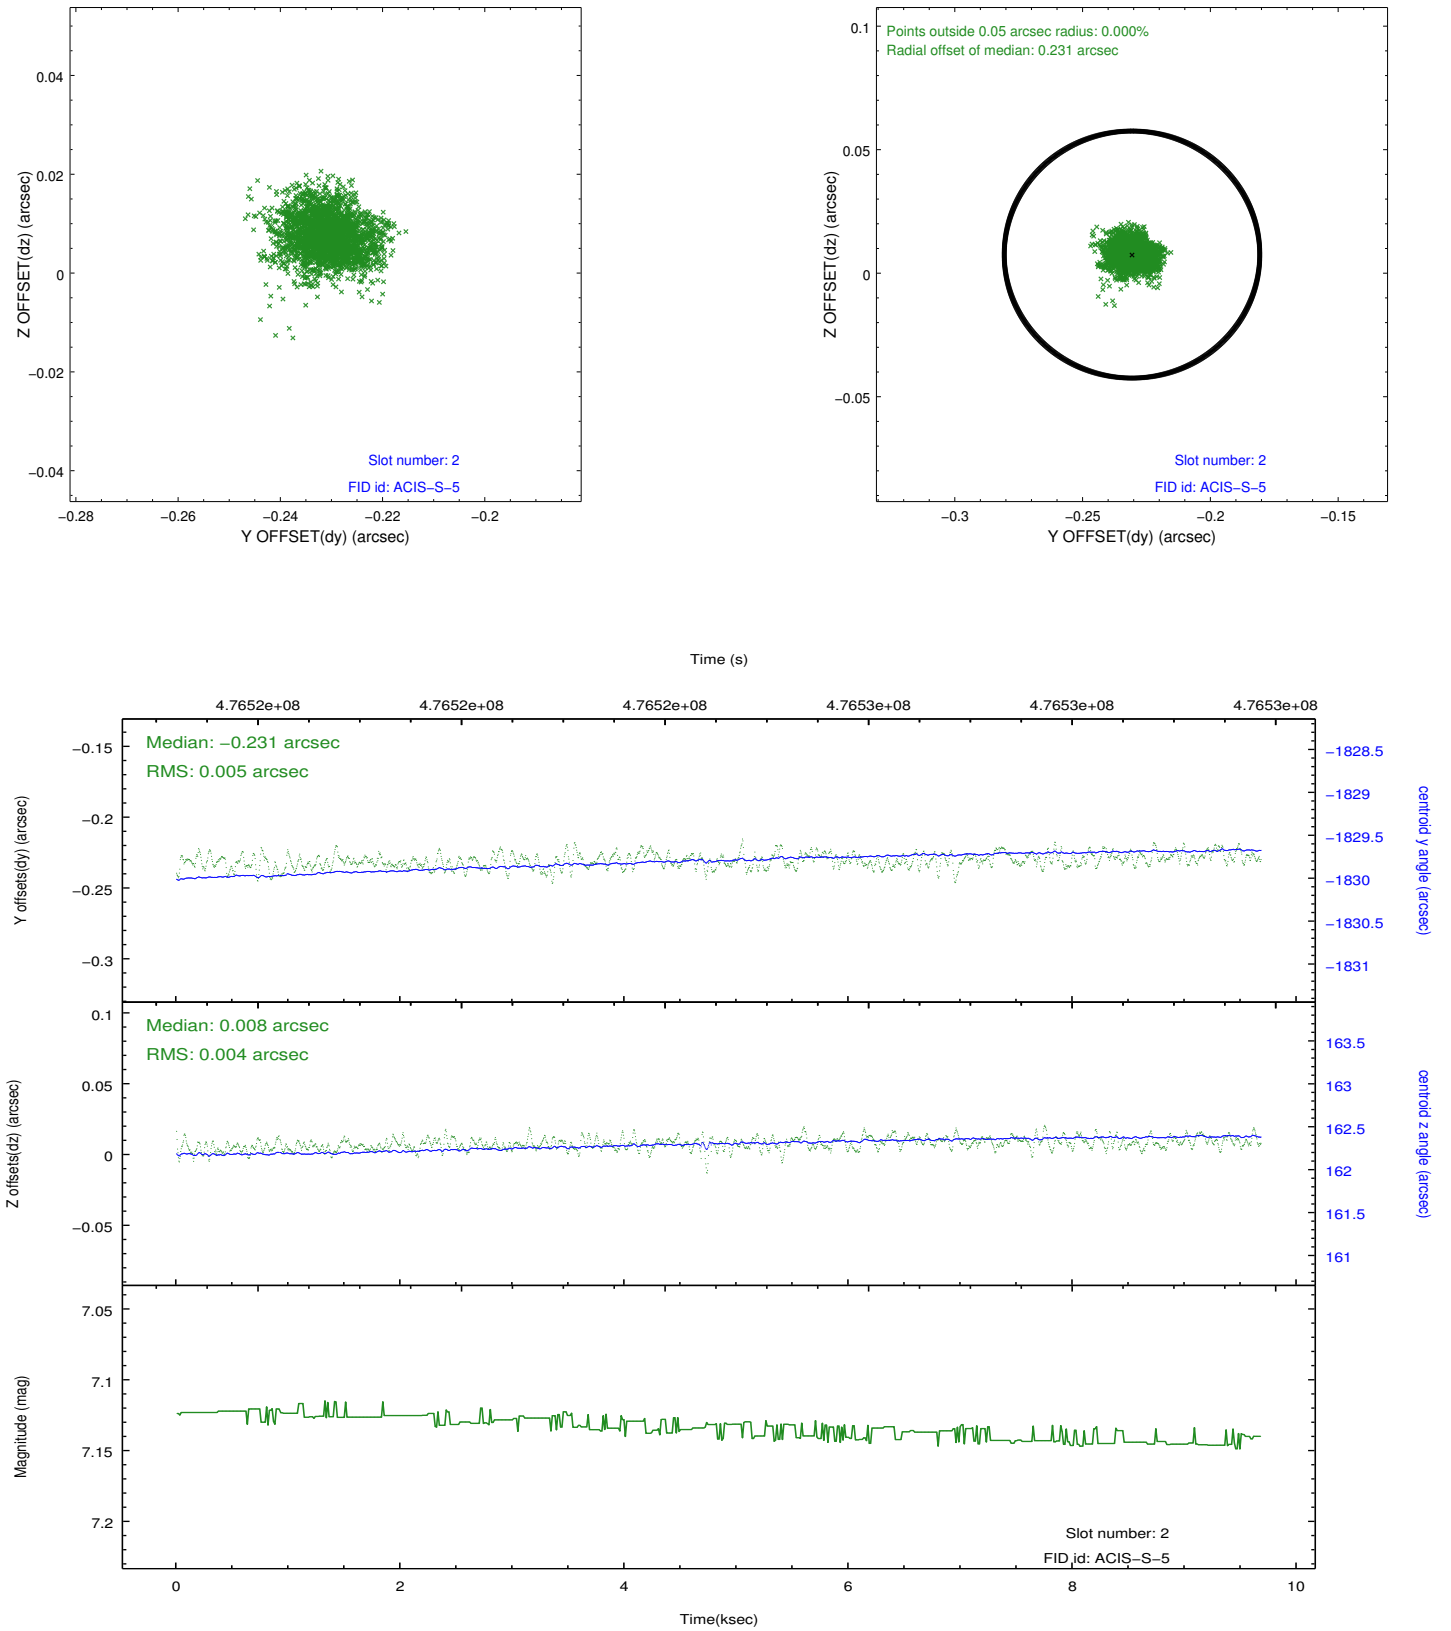 0.04
0.02
0
−0.02
−0.04
Z OFFSET(dz) (arcsec)
Slot number: 2
FID id: ACIS−S−5
−0.28 −0.26 −0.24 −0.22 −0.2
Y OFFSET(dy) (arcsec)
Points outside 0.05 arcsec radius: 0.000%
Radial offset of median: 0.231 arcsec
0.1
0.05
0
−0.05
Z OFFSET(dz) (arcsec)
Slot number: 2
FID id: ACIS−S−5
−0.3 −0.25 −0.2 −0.15
Y OFFSET(dy) (arcsec)
Time (s)
4.7652e+08 4.7652e+08 4.7652e+08 4.7653e+08 4.7653e+08 4.7653e+08
Median: −0.231 arcsec
RMS: 0.005 arcsec
−0.15
−0.2
−0.25
−0.3
Y offsets(dy) (arcsec)
−1828.5
−1829
−1829.5
−1830
−1830.5
−1831
centroid y angle (arcsec)
Median: 0.008 arcsec
RMS: 0.004 arcsec
0.1
0.05
0
−0.05
Z offsets(dz) (arcsec)
163.5
163
162.5
162
161.5
161
centroid z angle (arcsec)
7.05
7.1
7.15
7.2
Magnitude (mag)
Slot number: 2
FID id: ACIS−S−5
0 2 4 6 8 10
Time(ksec)